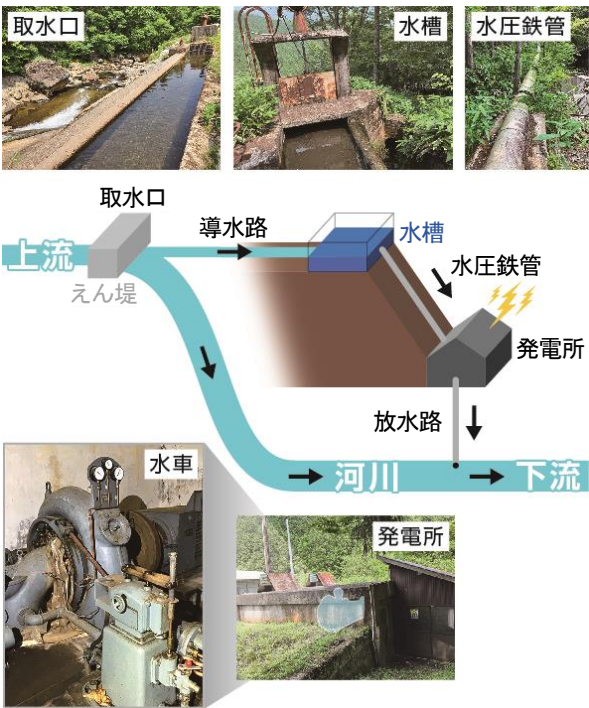 取水口
水槽
水圧鉄管
取水口
導水路
水槽
上流
えん堤
水圧鉄管
発電所
放水路
水車
河川
下流
発電所